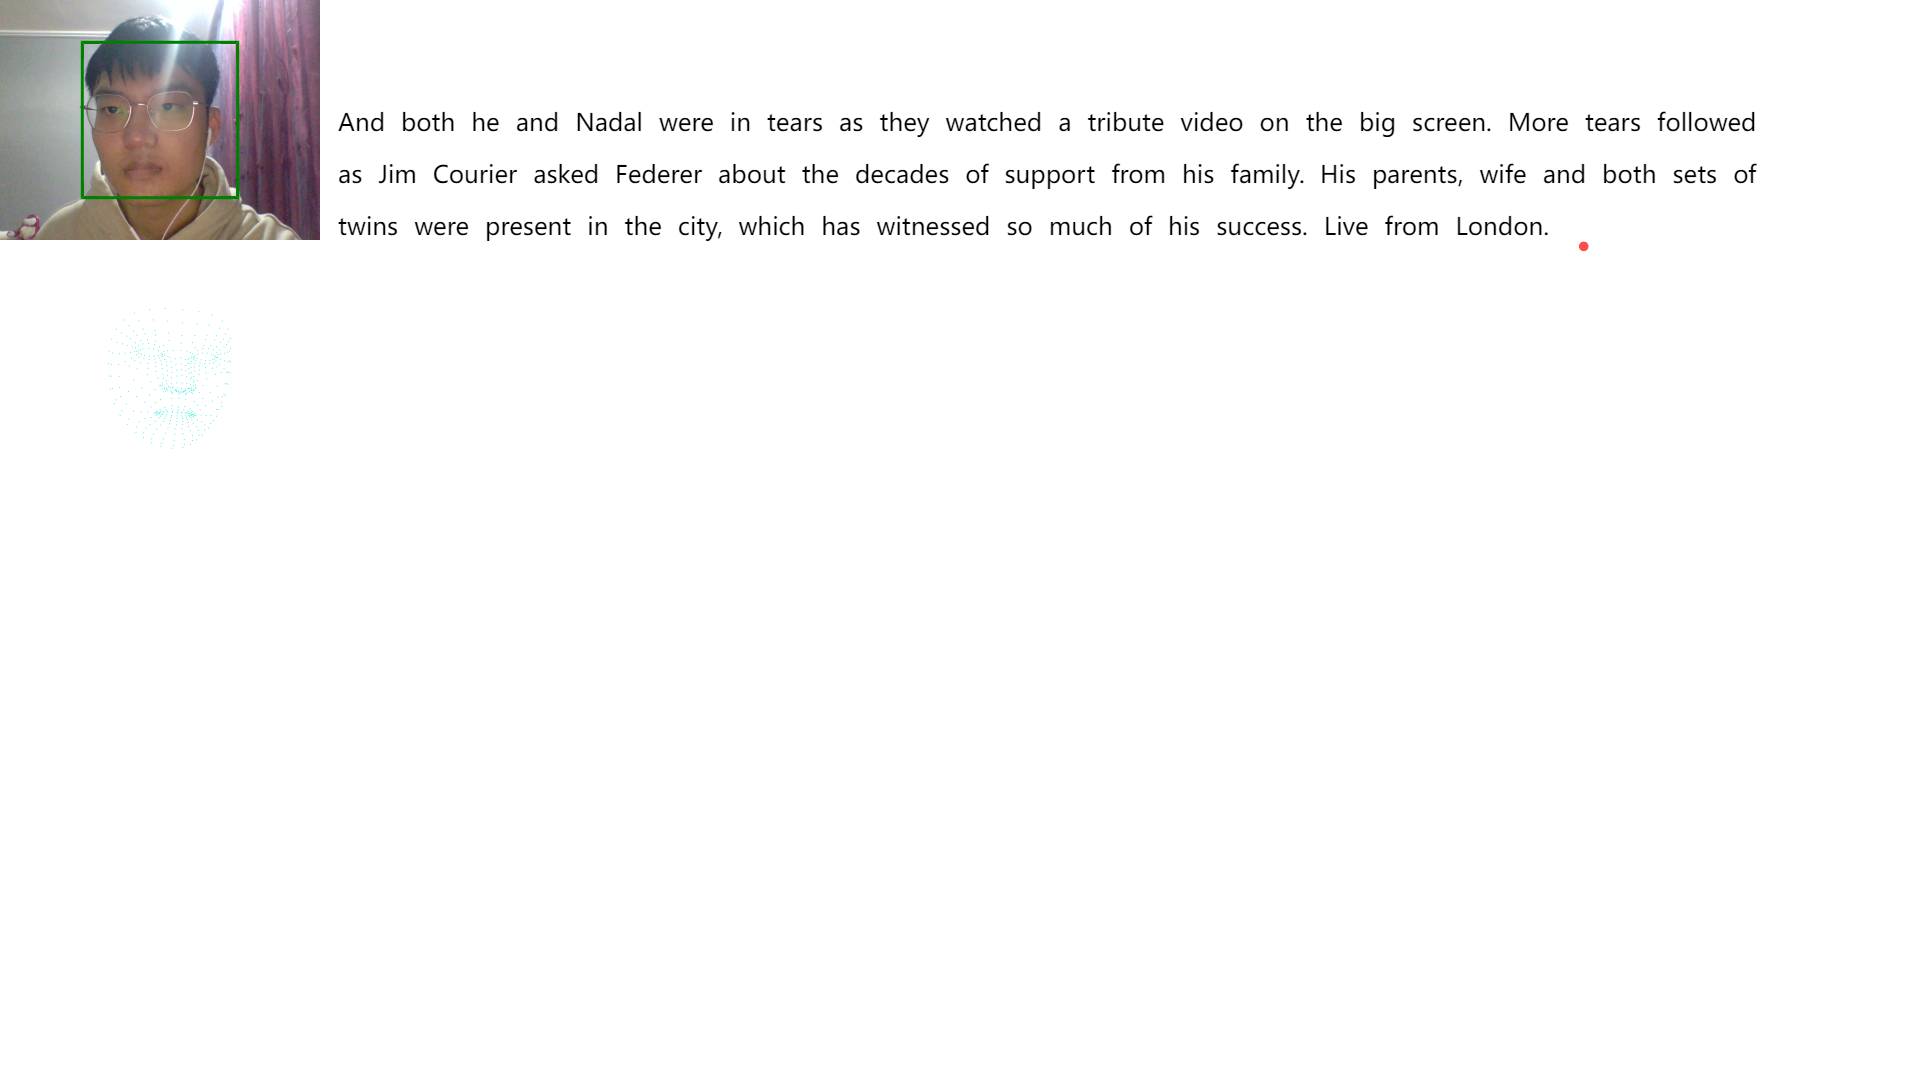 And both he and Nadal were in tears as they watched a tribute video on the big screen. More tears followed
as Jim Courier asked Federer about the decades of support from his family. His parents, wife and both sets of
twins were present in the city, which has witnessed so much of his success. Live from London.